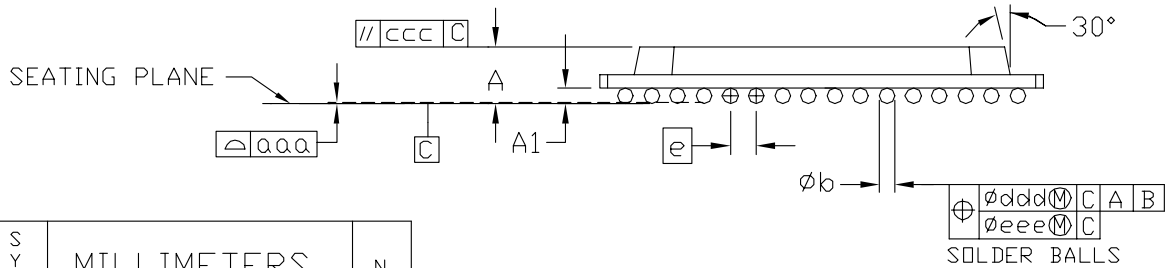 // ccc C
30°
SEATING PLANE
A
⌓ aaa
C
A1
e
Øb
⌖ Øddd Ⓜ C A B
Øeee Ⓜ C
SOLDER BALLS
S
Y
MILLIMETERS
N